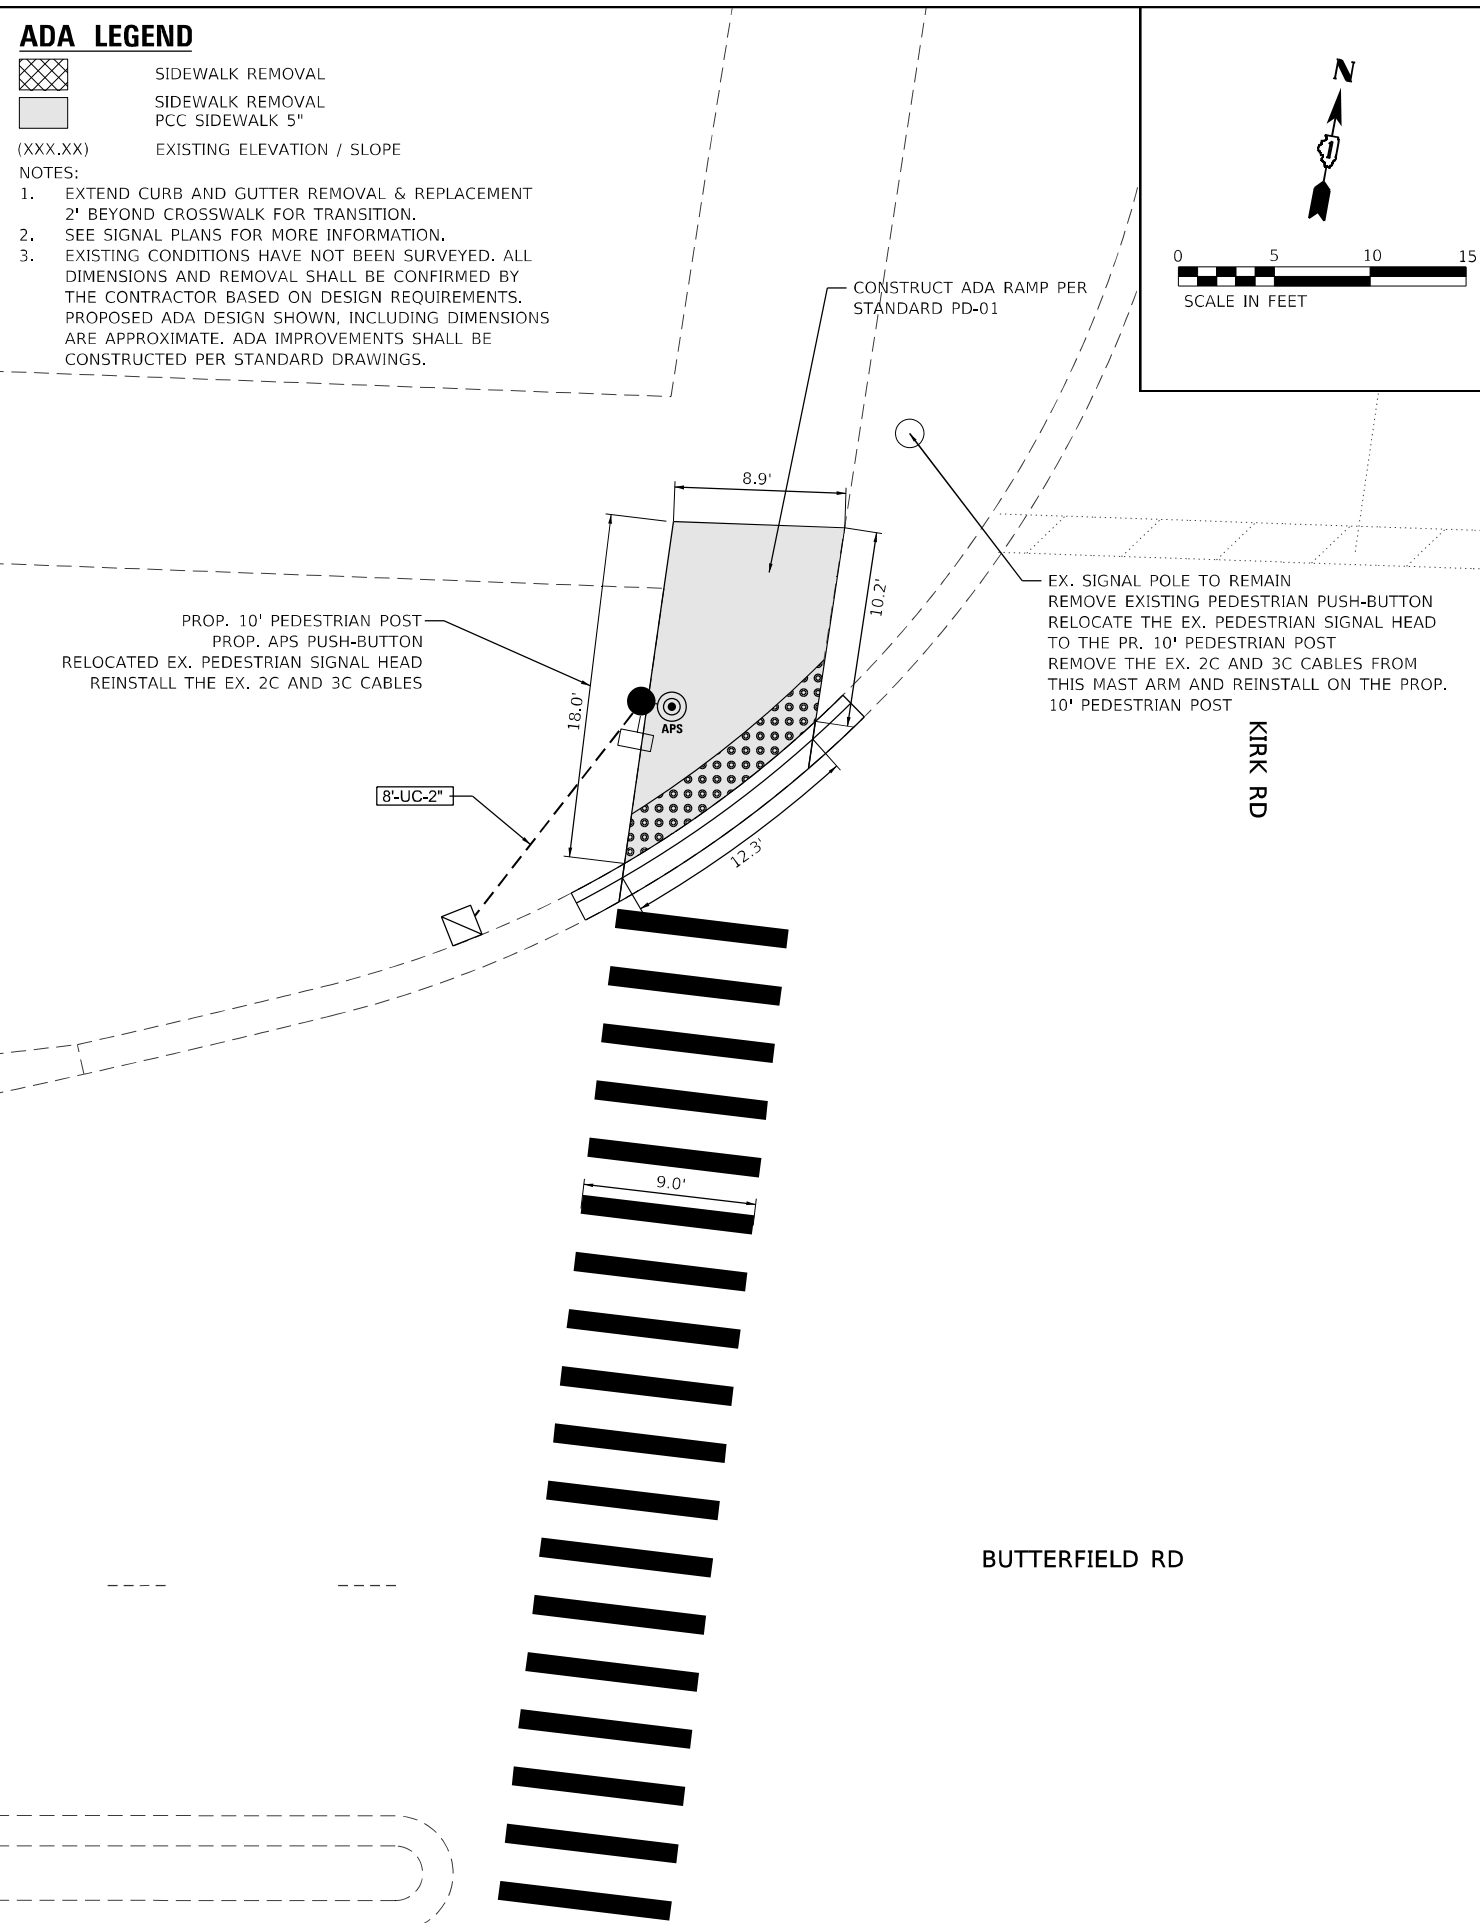 ADA LEGEND
SIDEWALK REMOVAL
SIDEWALK REMOVAL
PCC SIDEWALK 5"
(XXX.XX) EXISTING ELEVATION / SLOPE
NOTES:
1. EXTEND CURB AND GUTTER REMOVAL & REPLACEMENT
2' BEYOND CROSSWALK FOR TRANSITION.
2. SEE SIGNAL PLANS FOR MORE INFORMATION.
3. EXISTING CONDITIONS HAVE NOT BEEN SURVEYED. ALL
DIMENSIONS AND REMOVAL SHALL BE CONFIRMED BY
THE CONTRACTOR BASED ON DESIGN REQUIREMENTS.
PROPOSED ADA DESIGN SHOWN, INCLUDING DIMENSIONS
ARE APPROXIMATE. ADA IMPROVEMENTS SHALL BE
CONSTRUCTED PER STANDARD DRAWINGS.
N
1
0 5 10 15
SCALE IN FEET
CONSTRUCT ADA RAMP PER
STANDARD PD-01
8.9'
10.2'
18.0'
EX. SIGNAL POLE TO REMAIN
REMOVE EXISTING PEDESTRIAN PUSH-BUTTON
RELOCATE THE EX. PEDESTRIAN SIGNAL HEAD
TO THE PR. 10' PEDESTRIAN POST
REMOVE THE EX. 2C AND 3C CABLES FROM
THIS MAST ARM AND REINSTALL ON THE PROP.
10' PEDESTRIAN POST
PROP. 10' PEDESTRIAN POST
PROP. APS PUSH-BUTTON
RELOCATED EX. PEDESTRIAN SIGNAL HEAD
REINSTALL THE EX. 2C AND 3C CABLES
APS
KIRK RD
8'-UC-2"
12.3'
9.0'
BUTTERFIELD RD